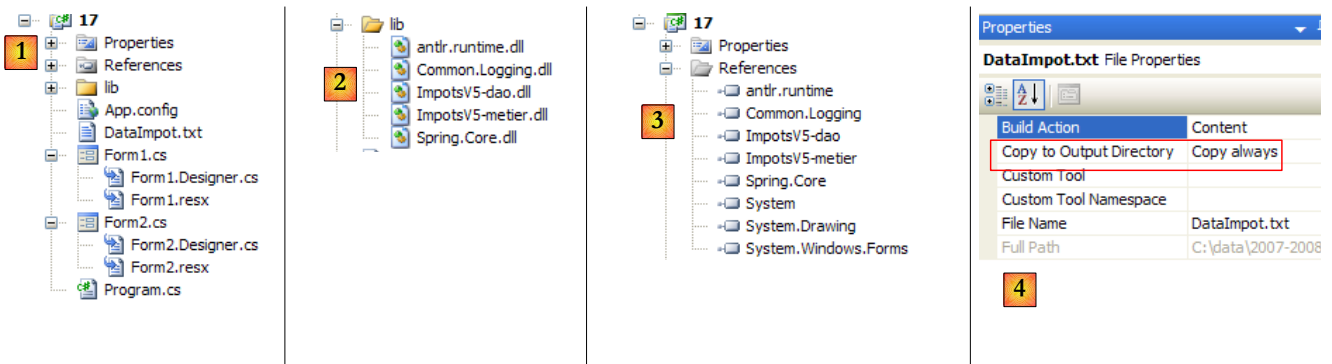 17
1
Properties
References
lib
App.config
DataImpot.txt
Form1.cs
Form1.Designer.cs
Form1.resx
Form2.cs
Form2.Designer.cs
Form2.resx
Program.cs
lib
2
antlr.runtime.dll
Common.Logging.dll
ImpotsV5-dao.dll
ImpotsV5-metier.dll
Spring.Core.dll
17
Properties
References
3
antlr.runtime
Common.Logging
ImpotsV5-dao
ImpotsV5-metier
Spring.Core
System
System.Drawing
System.Windows.Forms
Properties
DataImpot.txt File Properties
Build Action Content
Copy to Output Directory Copy always
Custom Tool
Custom Tool Namespace
File Name DataImpot.txt
Full Path C:\data\2007-2008
4